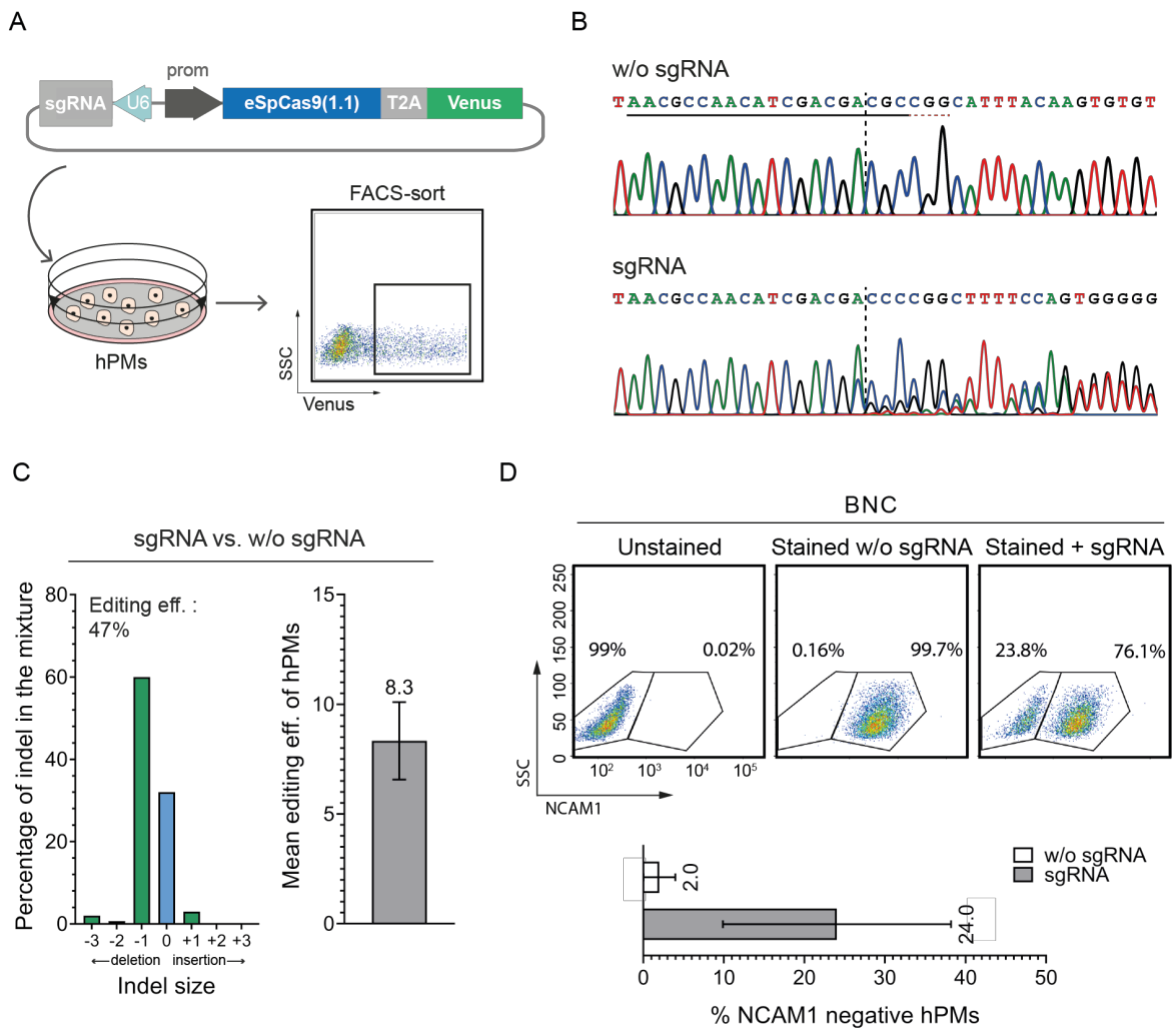 A
prom
sgRNA
U6
eSpCas9(1.1)
T2A
Venus
FACS-sort
SSC
Venus
hPMs
B
w/o sgRNA
TAACGCCAACATCGACGACGCCGGCATTTACAAGTGTGT
sgRNA
TAACGCCAACATCGACGACCCCGGCTTTTCCAGTGGGGG
C
sgRNA vs. w/o sgRNA
Percentage of indel in the mixture
80
60
40
20
0
Editing eff. :
47%
-3 -2 -1 0 +1 +2 +3
←deletion insertion→
Indel size
Mean editing eff. of hPMs
15
10
5
0
8.3
D
BNC
Unstained
Stained w/o sgRNA
Stained + sgRNA
250
200
150
100
50
0
99%
0.02%
0.16%
99.7%
23.8%
76.1%
10² 10³ 10⁴ 10⁵
SSC
NCAM1
w/o sgRNA
sgRNA
2.0
24.0
0 10 20 30 40 50
% NCAM1 negative hPMs